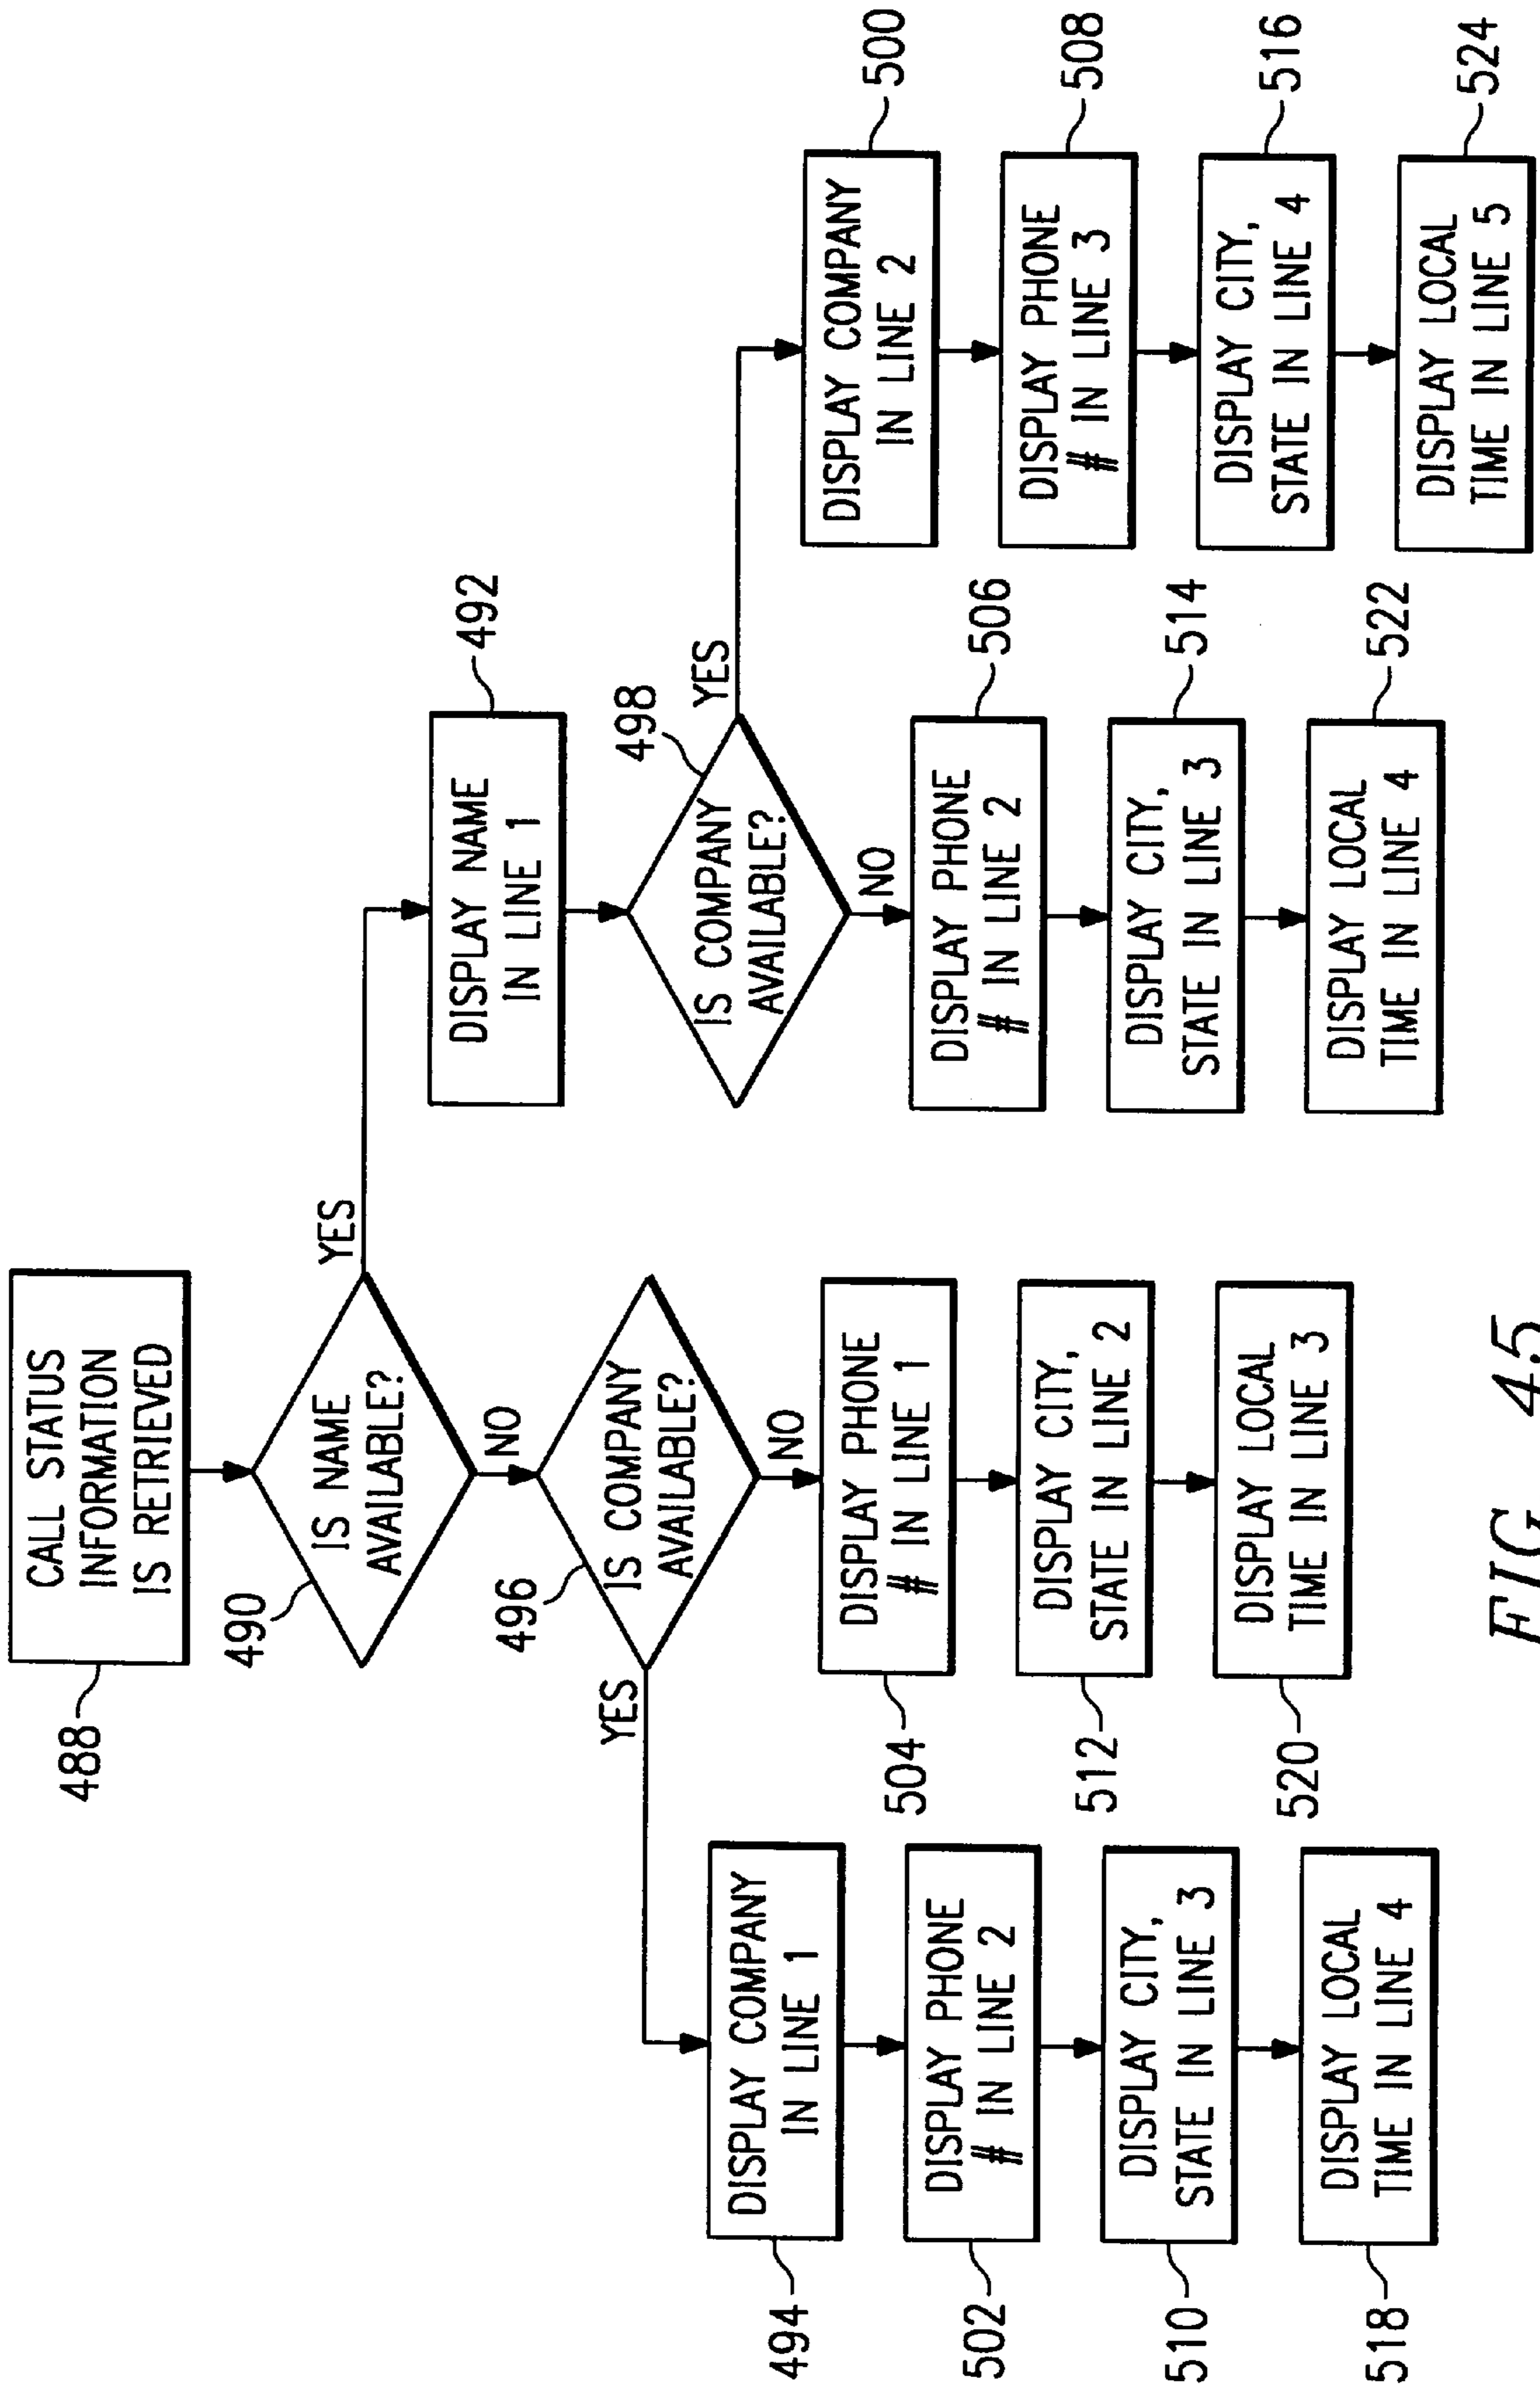 488
CALL STATUS
INFORMATION
IS RETRIEVED
490
IS NAME
AVAILABLE?
YES
NO
492
DISPLAY NAME
IN LINE 1
496
IS COMPANY
AVAILABLE?
YES
NO
498
IS COMPANY
AVAILABLE?
YES
NO
494
DISPLAY COMPANY
IN LINE 1
502
DISPLAY PHONE
# IN LINE 2
510
DISPLAY CITY,
STATE IN LINE 3
518
DISPLAY LOCAL
TIME IN LINE 4
504
DISPLAY PHONE
# IN LINE 1
512
DISPLAY CITY,
STATE IN LINE 2
520
DISPLAY LOCAL
TIME IN LINE 3
506
DISPLAY PHONE
# IN LINE 2
514
DISPLAY CITY,
STATE IN LINE 3
522
DISPLAY LOCAL
TIME IN LINE 4
500
DISPLAY COMPANY
IN LINE 2
508
DISPLAY PHONE
# IN LINE 3
516
DISPLAY CITY,
STATE IN LINE 4
524
DISPLAY LOCAL
TIME IN LINE 5
FIG. 45